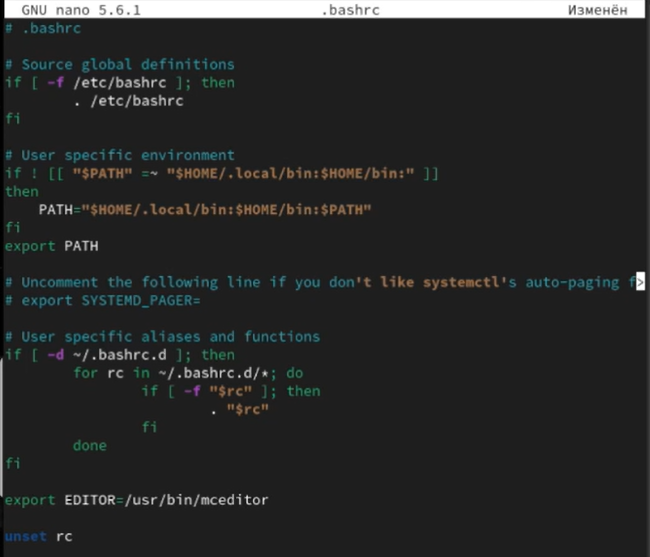 GNU nano 5.6.1 .bashrc Изменён
# .bashrc
# Source global definitions
if [ -f /etc/bashrc ]; then
        . /etc/bashrc
fi
# User specific environment
if ! [[ "$PATH" =~ "$HOME/.local/bin:$HOME/bin:" ]]
then
    PATH="$HOME/.local/bin:$HOME/bin:$PATH"
fi
export PATH
# Uncomment the following line if you don't like systemctl's auto-paging f>
# export SYSTEMD_PAGER=
# User specific aliases and functions
if [ -d ~/.bashrc.d ]; then
        for rc in ~/.bashrc.d/*; do
                if [ -f "$rc" ]; then
                        . "$rc"
                fi
        done
fi
export EDITOR=/usr/bin/mceditor
unset rc